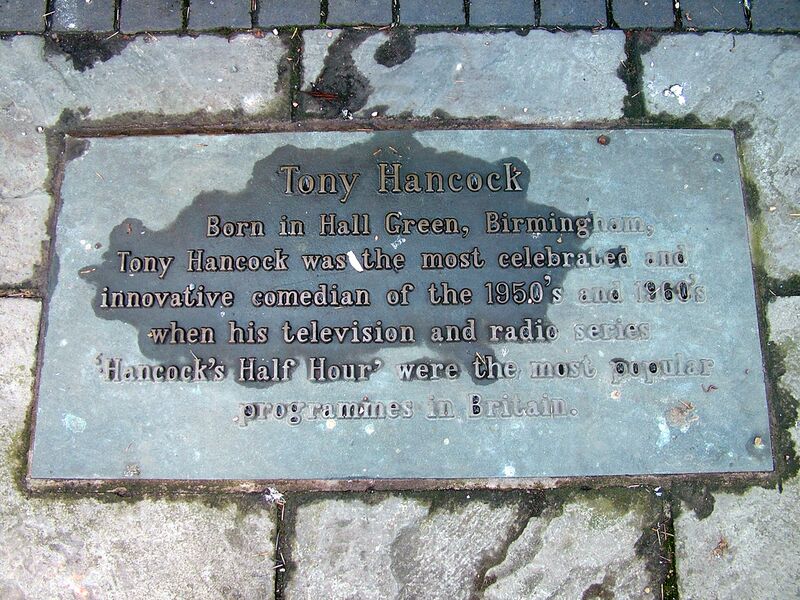 Tony Hancock
Born in Hall Green, Birmingham,
Tony Hancock was the most celebrated and
innovative comedian of the 1950's and 1960's
when his television and radio series
'Hancock's Half Hour' were the most popular
programmes in Britain.